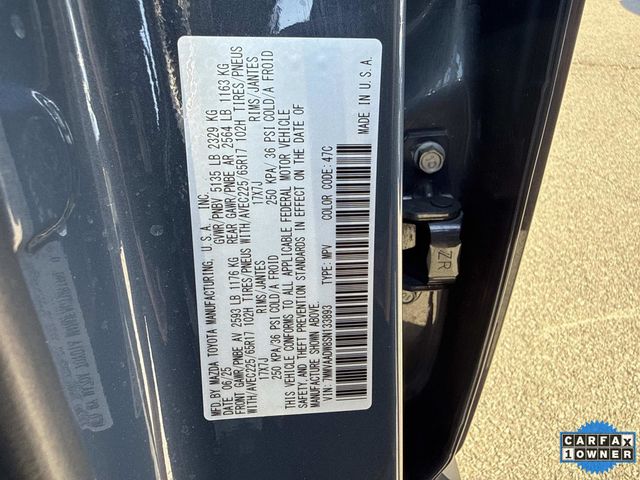 MFD. BY MAZDA TOYOTA MANUFACTURING U.S.A. INC.
DATE: 06/25 GVWR/PNBV 5135 LB 2329 KG
FRONT GAWR/PNBE AV 2593 LB 1176 KG REAR GAWR/PNBE AR 2564 LB 1163 KG
WITH/AVEC225/65R17 102H TIRES/PNEUS WITH/AVEC225/65R17 102H TIRES/PNEUS
17X7J RIMS/JANTES 17X7J RIMS/JANTES
250 KPA/ 36 PSI COLD/A FROID 250 KPA/ 36 PSI COLD/A FROID
THIS VEHICLE CONFORMS TO ALL APPLICABLE FEDERAL MOTOR VEHICLE
SAFETY, AND THEFT PREVENTION STANDARDS IN EFFECT ON THE DATE OF
MANUFACTURE SHOWN ABOVE.
VIN: TYPE: MPV COLOR CODE: 47C
MADE IN U.S.A.
ZR
CARFAX
1 OWNER